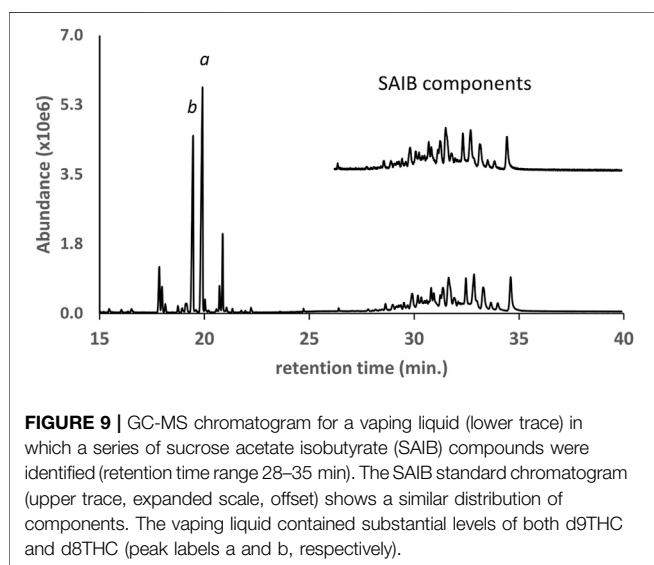 7.0
a
SAIB components
b
5.3
Abundance (x10e6)
3.5
1.8
0.0
15 20 25 30 35 40
retention time (min.)
FIGURE 9 | GC-MS chromatogram for a vaping liquid (lower trace) in
which a series of sucrose acetate isobutyrate (SAIB) compounds were
identified (retention time range 28–35 min). The SAIB standard chromatogram
(upper trace, expanded scale, offset) shows a similar distribution of
components. The vaping liquid contained substantial levels of both d9THC
and d8THC (peak labels a and b, respectively).